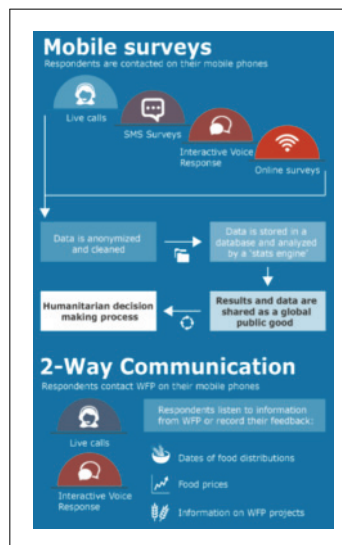 Mobile surveys
Respondents are contacted on their mobile phones
Live calls
SMS Surveys
Interactive Voice
Response
Online surveys
Data is anonymized
and cleaned
Data is stored in a
database and analyzed
by a 'stats engine'
Humanitarian decision
making process
Results and data are
shared as a global
public good
2-Way Communication
Respondents contact WFP on their mobile phones
Live calls
Interactive Voice
Response
Respondents listen to information
from WFP or record their feedback:
Dates of food distributions
Food prices
Information on WFP projects